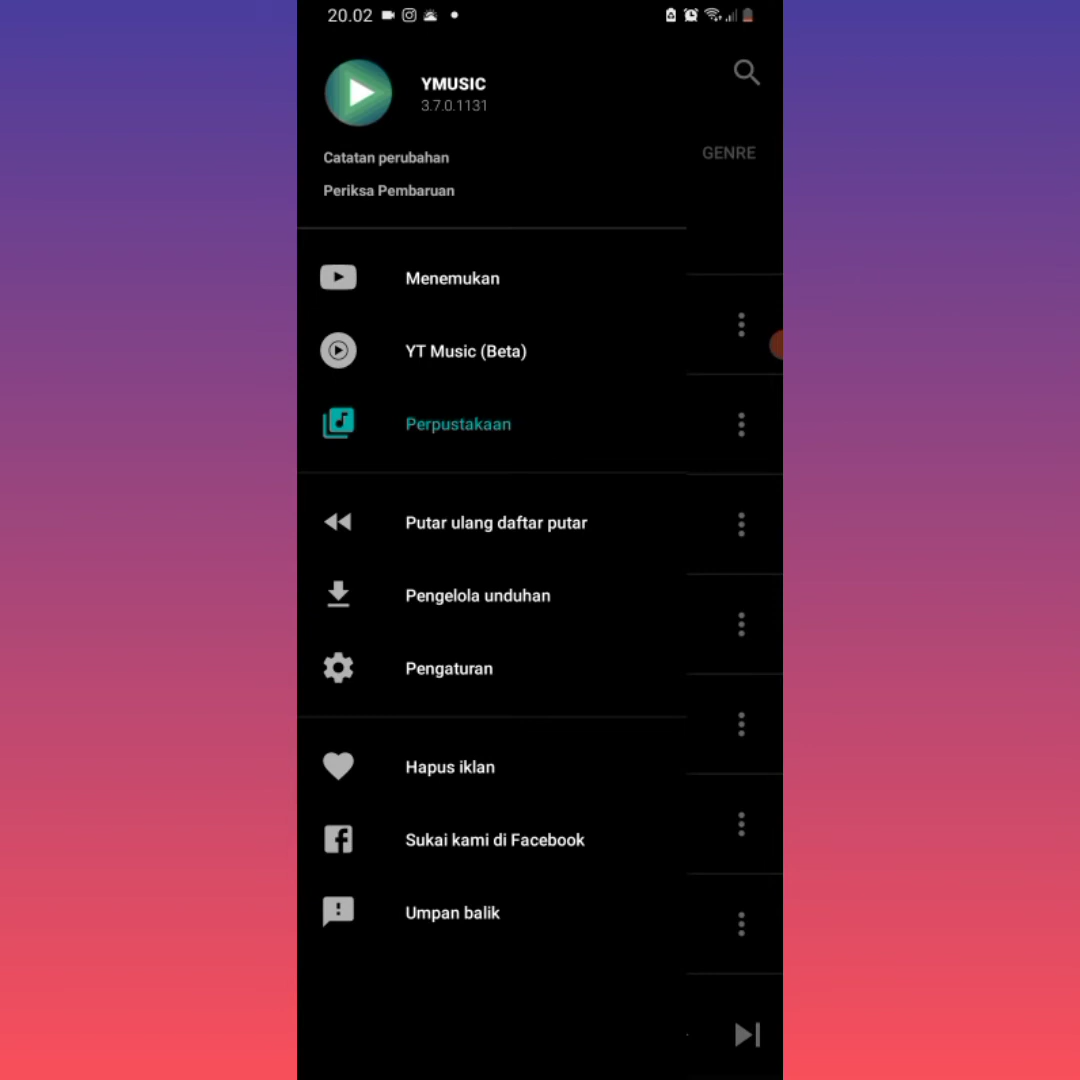 20.02
YMUSIC
3.7.0.1131
Catatan perubahan
Periksa Pembaruan
GENRE
Menemukan
YT Music (Beta)
Perpustakaan
Putar ulang daftar putar
Pengelola unduhan
Pengaturan
Hapus iklan
Sukai kami di Facebook
Umpan balik